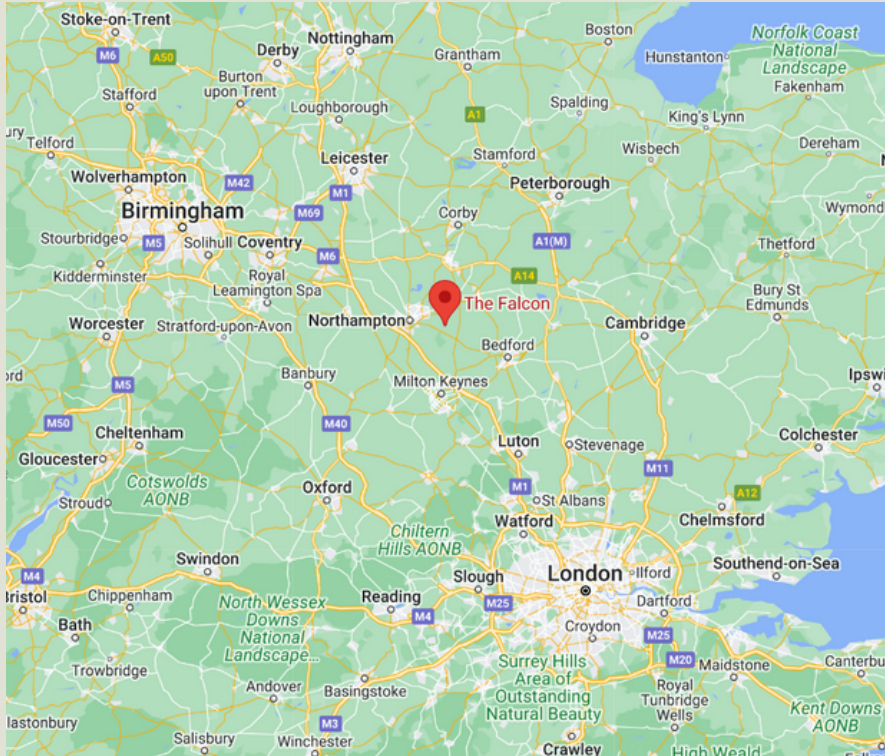 Stoke-on-Trent
Nottingham
Boston
Norfolk Coast
National
Landscape
M6
A50
Derby
Grantham
Hunstanton
Stafford
Burton
upon Trent
Fakenham
Loughborough
A1
Spalding
King's Lynn
ury
Telford
Leicester
Stamford
Wisbech
Dereham
Wolverhampton
M42
M1
Peterborough
Birmingham
M69
Corby
Wymond
Stourbridge
M5
Solihull
Coventry
M6
A1(M)
Thetford
Kidderminster
Royal
Leamington Spa
A14
Bury St
Edmunds
The Falcon
Worcester
Stratford-upon-Avon
Northampton
Cambridge
Bedford
ord
M5
Banbury
Milton Keynes
Ipswi
M50
Cheltenham
M40
Luton
Stevenage
Colchester
Gloucester
M11
Cotswolds
AONB
Oxford
M1
St Albans
A12
Stroud
Chelmsford
Chiltern
Hills AONB
Watford
Swindon
Slough
London
Ilford
Southend-on-Sea
M4
Bristol
Chippenham
Reading
M25
Dartford
North Wessex
Downs
National
Landscape...
M4
Bath
Croydon
M25
M20
Trowbridge
Surrey Hills
Area of
Outstanding
Natural Beauty
Maidstone
Canterbu
Andover
Basingstoke
Royal
Tunbridge
Wells
Kent Downs
AONB
lastonbury
M3
Salisbury
Winchester
Crawley
High Weald